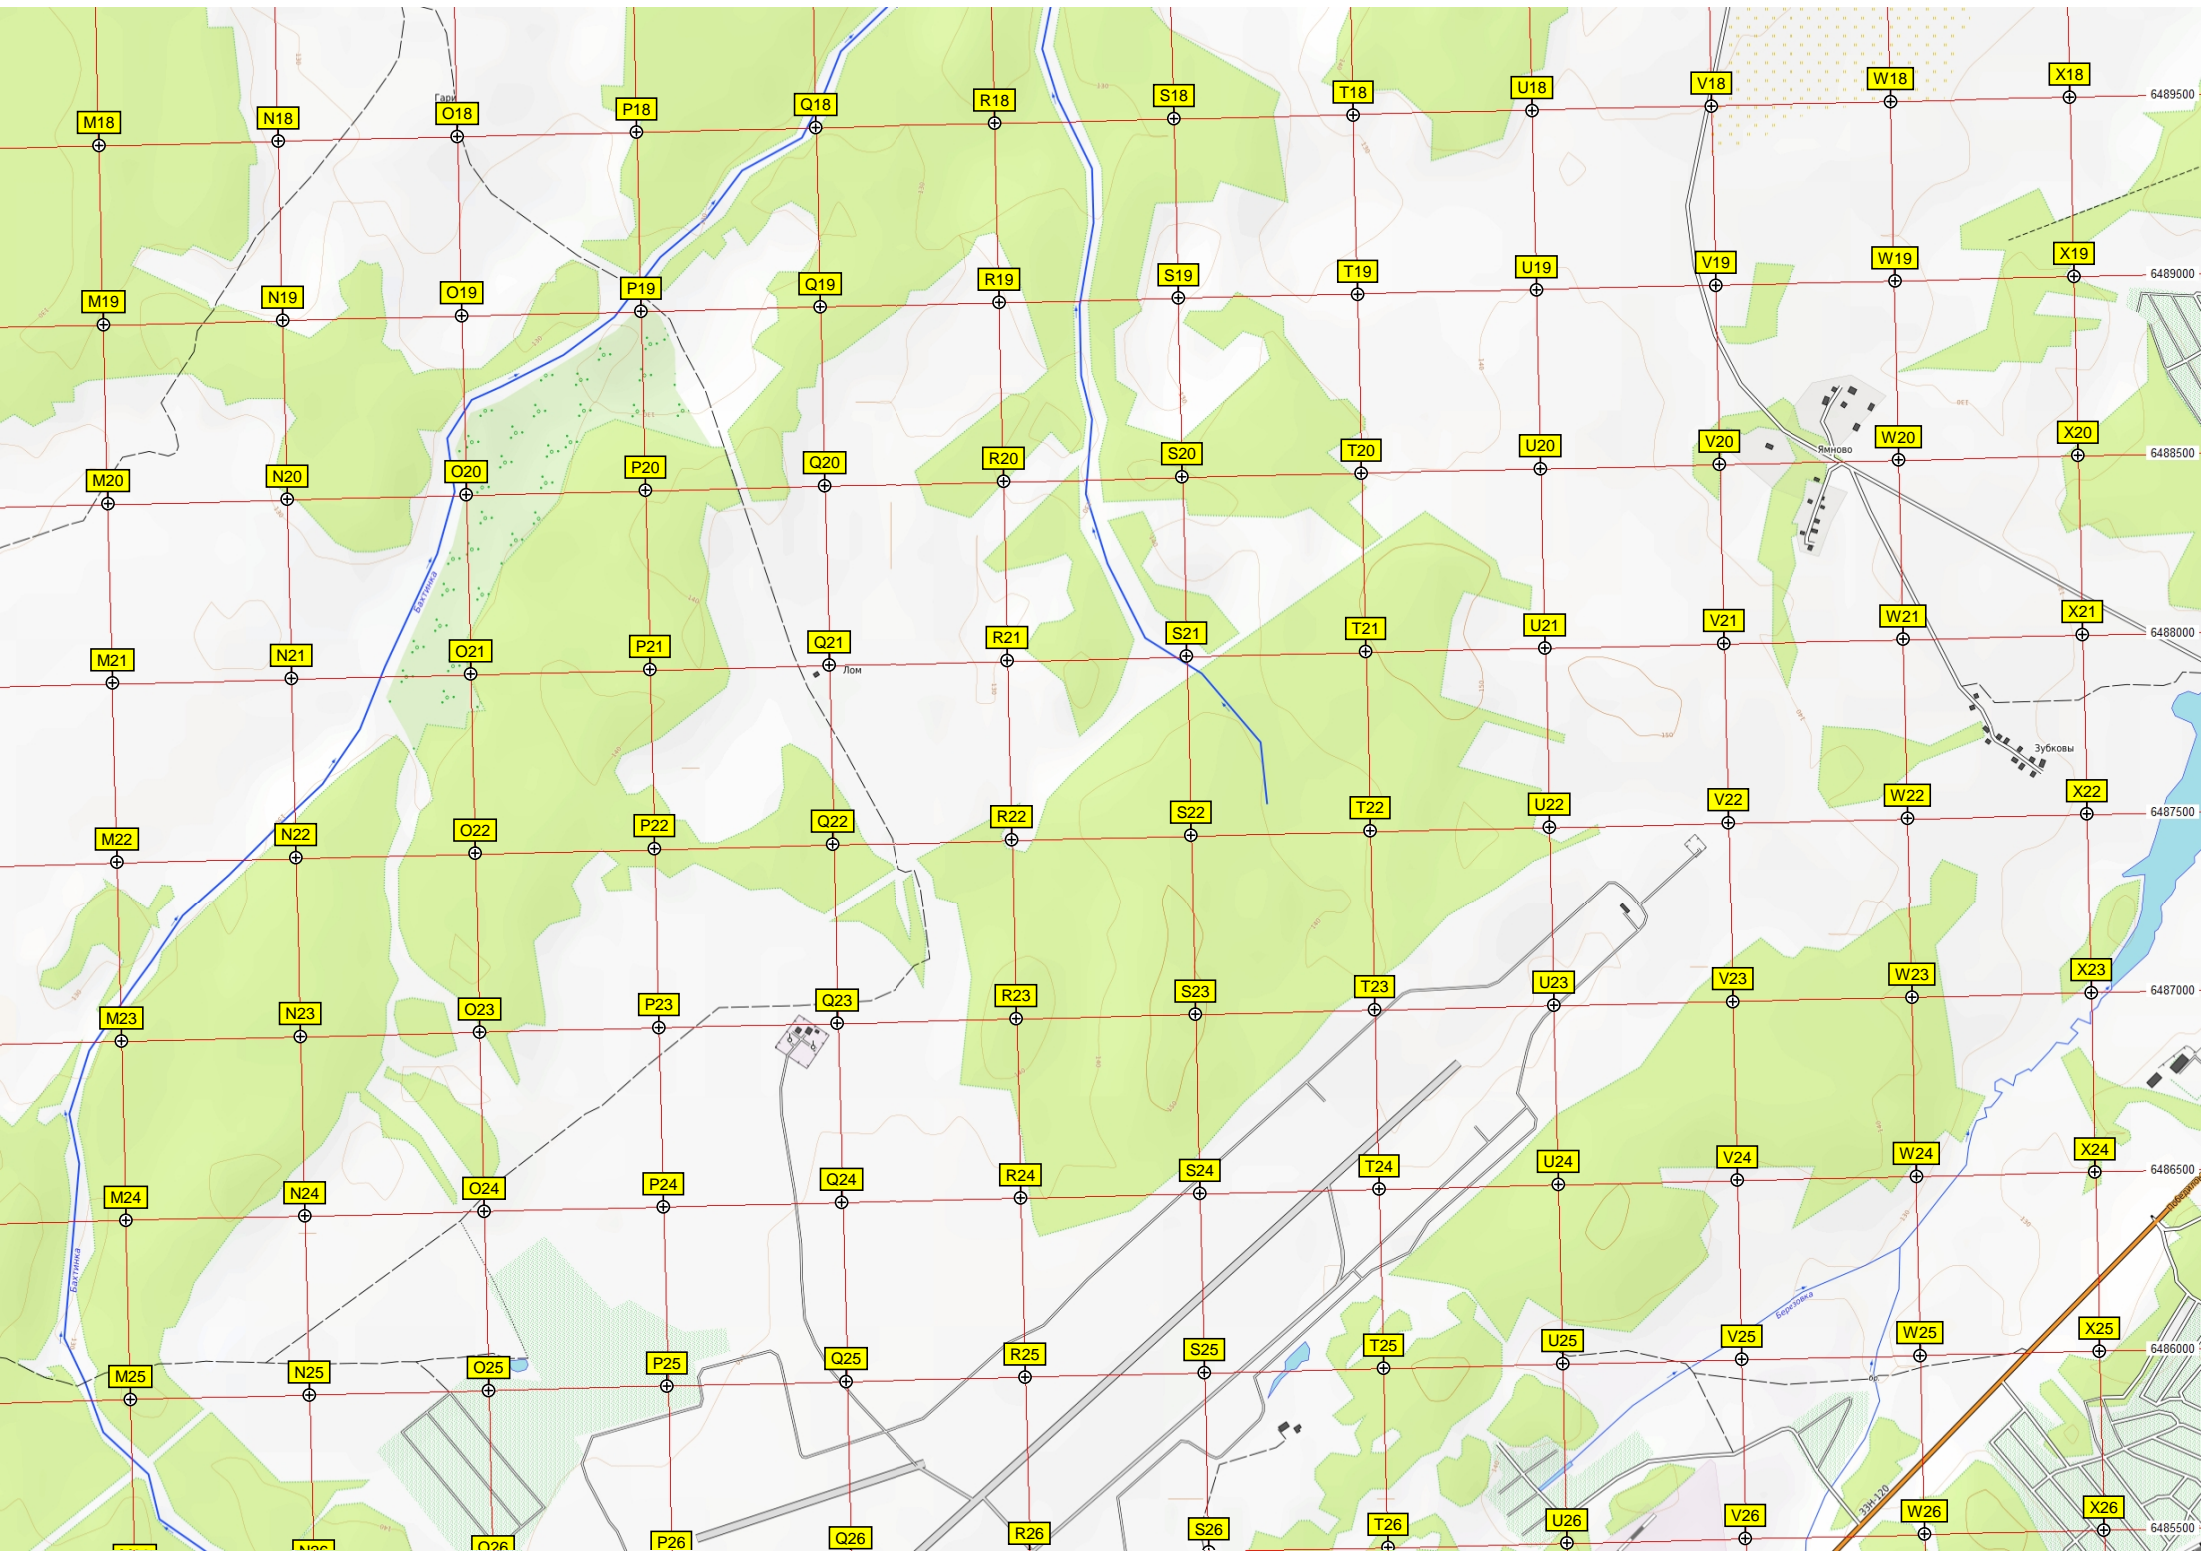 Гари
M18 N18 O18 P18 Q18 R18 S18 T18 U18 V18 W18 X18 6489500
M19 N19 O19 P19 Q19 R19 S19 T19 U19 V19 W19 X19 6489000
Ямново
M20 N20 O20 P20 Q20 R20 S20 T20 U20 V20 W20 X20 6488500
Бахтинка
M21 N21 O21 P21 Q21 R21 S21 T21 U21 V21 W21 X21 6488000
Лом
Зубковы
M22 N22 O22 P22 Q22 R22 S22 T22 U22 V22 W22 X22 6487500
M23 N23 O23 P23 Q23 R23 S23 T23 U23 V23 W23 X23 6487000
M24 N24 O24 P24 Q24 R24 S24 T24 U24 V24 W24 X24 6486500
Бахтинка
Березовка
M25 N25 O25 P25 Q25 R25 S25 T25 U25 V25 W25 X25 6486000
бр.
33Н-120
N26 O26 P26 Q26 R26 S26 T26 U26 V26 W26 X26 6485500